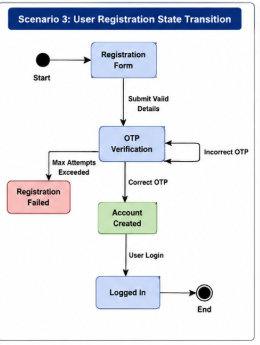 Scenario 3: User Registration State Transition
Registration
Form
Start
Submit Valid
Details
OTP
Verification
Incorrect OTP
Max Attempts
Exceeded
Correct OTP
Registration
Failed
Account
Created
User Login
Logged In
End